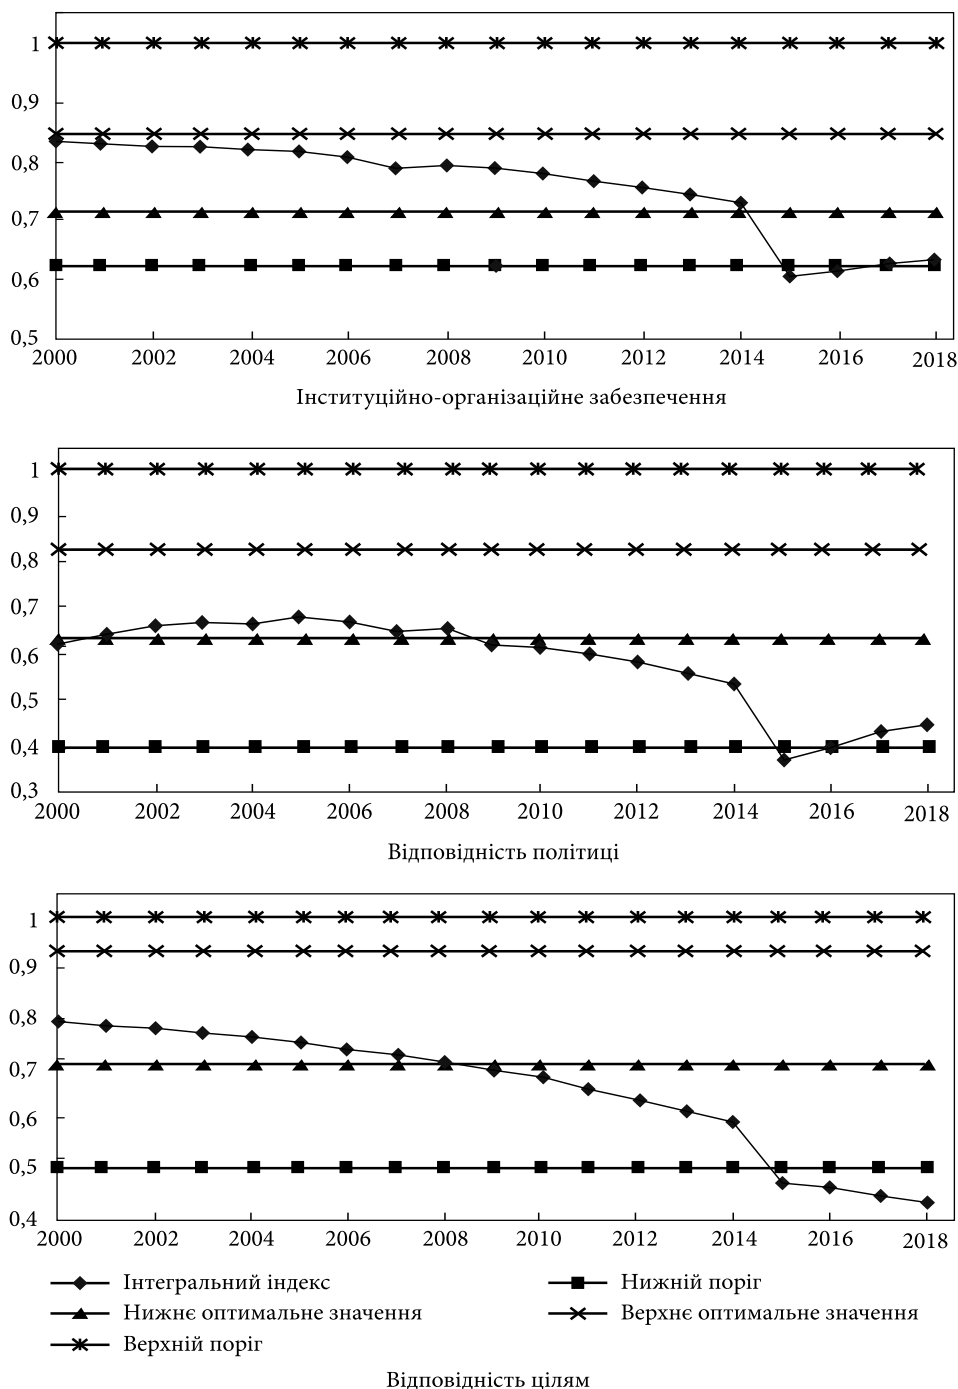 1
0,9
0,8
0,7
0,6
0,5
2000 2002 2004 2006 2008 2010 2012 2014 2016 2018
Інституційно-організаційне забезпечення
1
0,9
0,8
0,7
0,6
0,5
0,4
0,3
2000 2002 2004 2006 2008 2010 2012 2014 2016 2018
Відповідність політиці
1
0,9
0,8
0,7
0,6
0,5
0,4
2000 2002 2004 2006 2008 2010 2012 2014 2016 2018
Інтегральний індекс Нижній поріг
Нижнє оптимальне значення Верхнє оптимальне значення
Верхній поріг
Відповідність цілям